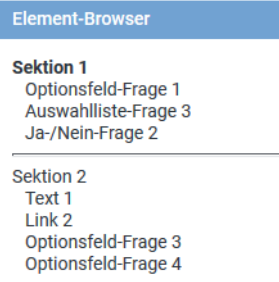 Element-Browser
Sektion 1
Optionsfeld-Frage 1
Auswahlliste-Frage 3
Ja-/Nein-Frage 2
Sektion 2
Text 1
Link 2
Optionsfeld-Frage 3
Optionsfeld-Frage 4